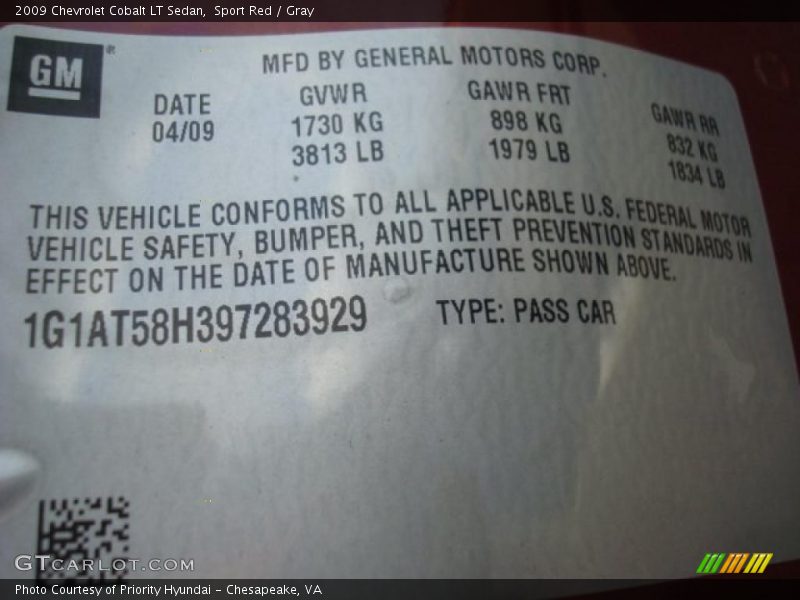 2009 Chevrolet Cobalt LT Sedan, Sport Red / Gray
GM®
MFD BY GENERAL MOTORS CORP.
DATE GVWR GAWR FRT GAWR RR
04/09 1730 KG 898 KG 832 KG
3813 LB 1979 LB 1834 LB
THIS VEHICLE CONFORMS TO ALL APPLICABLE U.S. FEDERAL MOTOR
VEHICLE SAFETY, BUMPER, AND THEFT PREVENTION STANDARDS IN
EFFECT ON THE DATE OF MANUFACTURE SHOWN ABOVE.
1G1AT58H397283929 TYPE: PASS CAR
GTCARLOT.COM
Photo Courtesy of Priority Hyundai – Chesapeake, VA